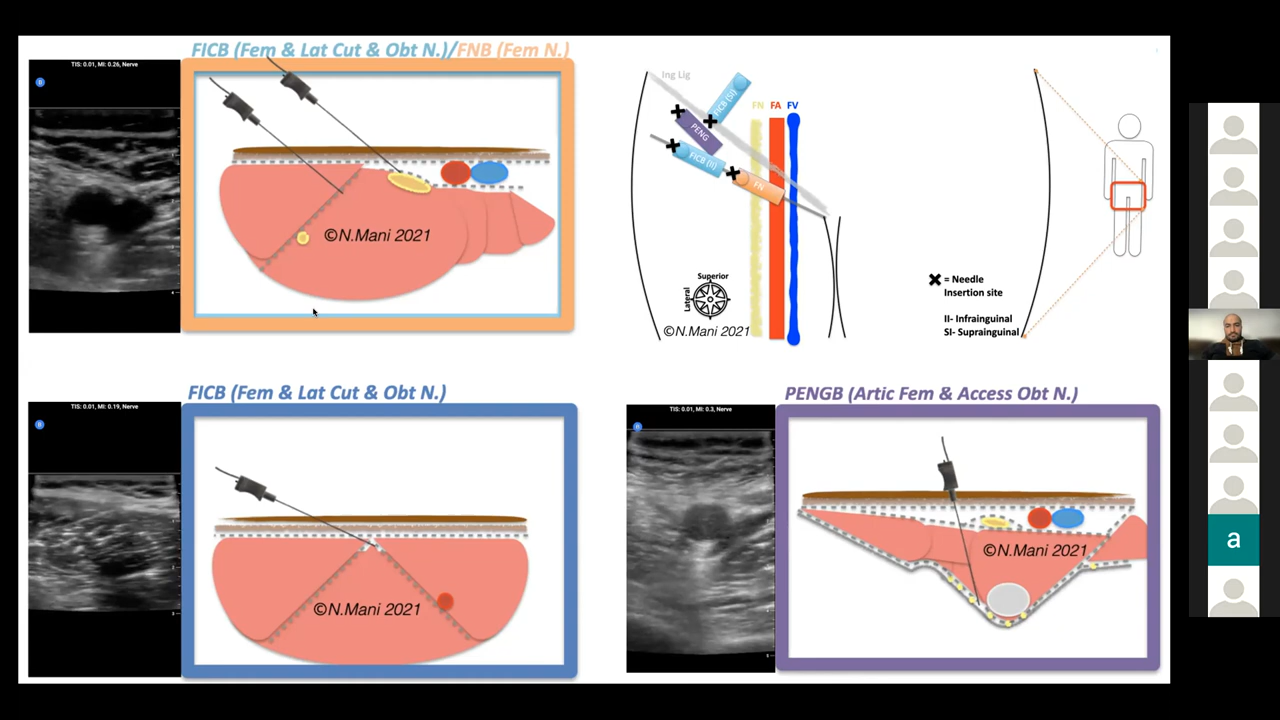 FICB (Fem & Lat Cut & Obt N.)/FNB (Fem N.)
TIS: 0.01, MI: 0.26, Nerve
B
©N.Mani 2021
Ing Lig
FICB (SI)
PENG
FICB (II)
FN
FN FA FV
Superior
Lateral
©N.Mani 2021
✖ = Needle
Insertion site
II- Infrainguinal
SI- Suprainguinal
FICB (Fem & Lat Cut & Obt N.)
TIS: 0.01, MI: 0.19, Nerve
B
©N.Mani 2021
PENGB (Artic Fem & Access Obt N.)
TIS: 0.01, MI: 0.3, Nerve
©N.Mani 2021
a